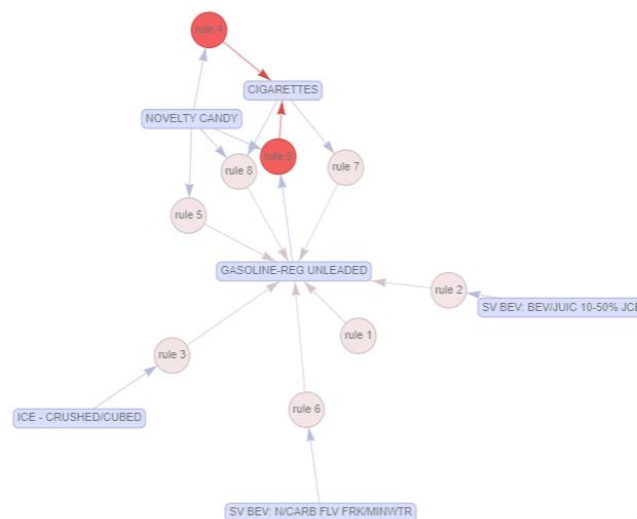 rule 4
CIGARETTES
NOVELTY CANDY
rule 9
rule 8
rule 7
rule 5
GASOLINE-REG UNLEADED
rule 2
SV BEV: BEV/JUIC 10-50% JCE
rule 1
rule 3
rule 6
ICE - CRUSHED/CUBED
SV BEV: N/CARB FLV FRK/MINWTR